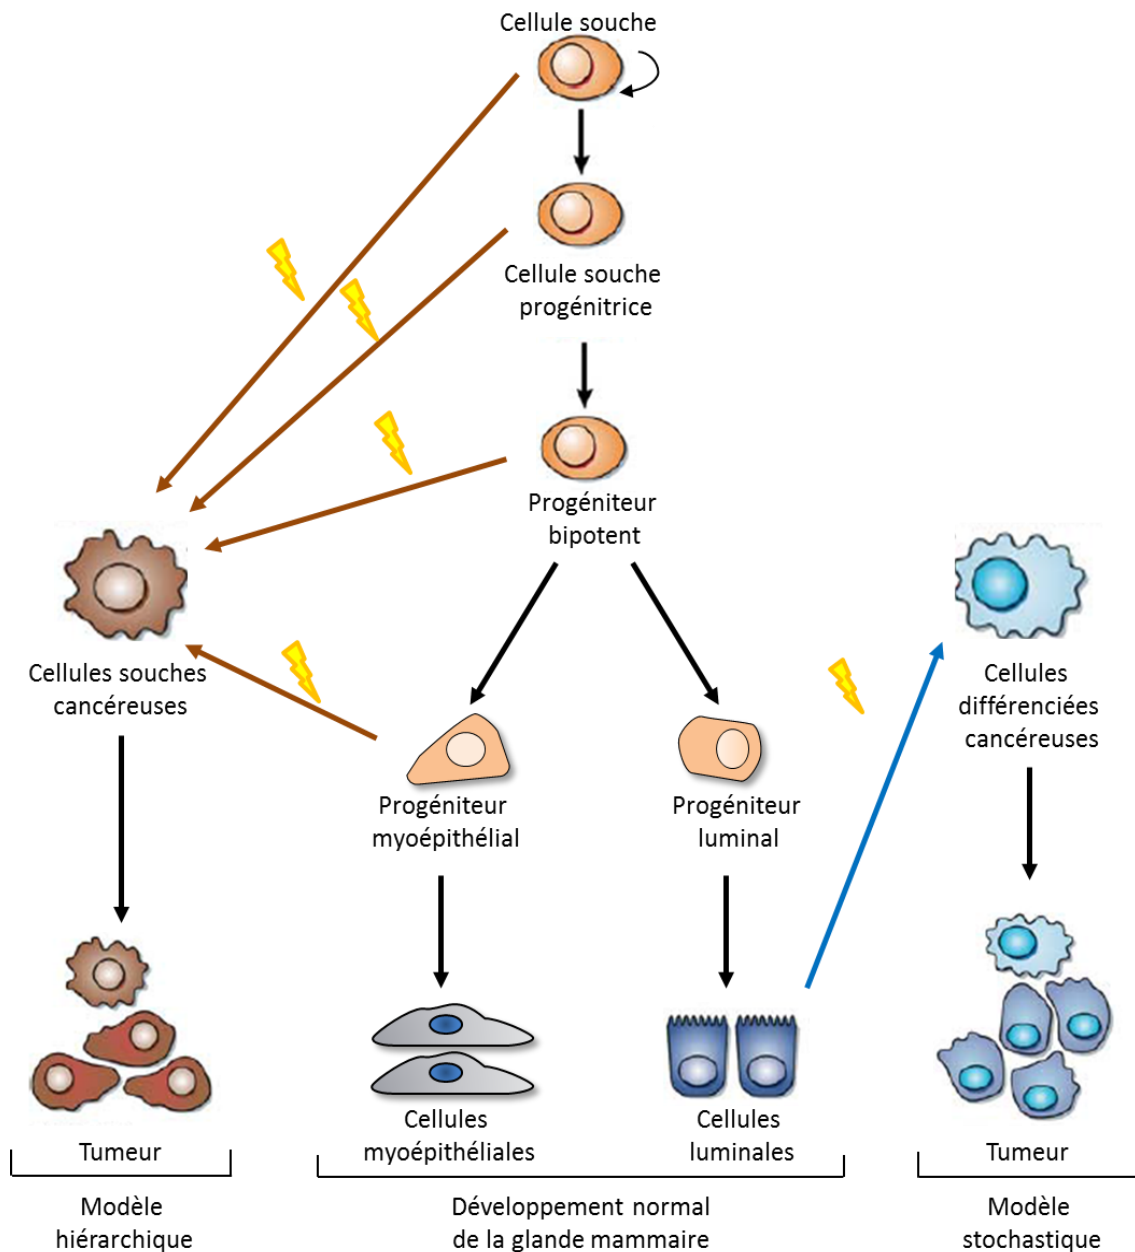 Cellule souche
Cellule souche
progénitrice
Progéniteur
bipotent
Cellules souches
cancéreuses
Cellules
différenciées
cancéreuses
Progéniteur
myoépithélial
Progéniteur
luminal
Cellules
myoépithéliales
Cellules
luminales
Tumeur
Tumeur
Modèle
hiérarchique
Développement normal
de la glande mammaire
Modèle
stochastique